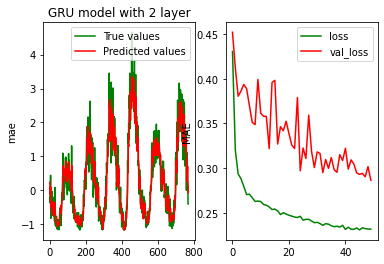 GRU model with 2 layer
True values
Predicted values
mae
4
3
2
1
0
−1
0
200
400
600
800
loss
val_loss
MAE
0.45
0.40
0.35
0.30
0.25
0
20
40